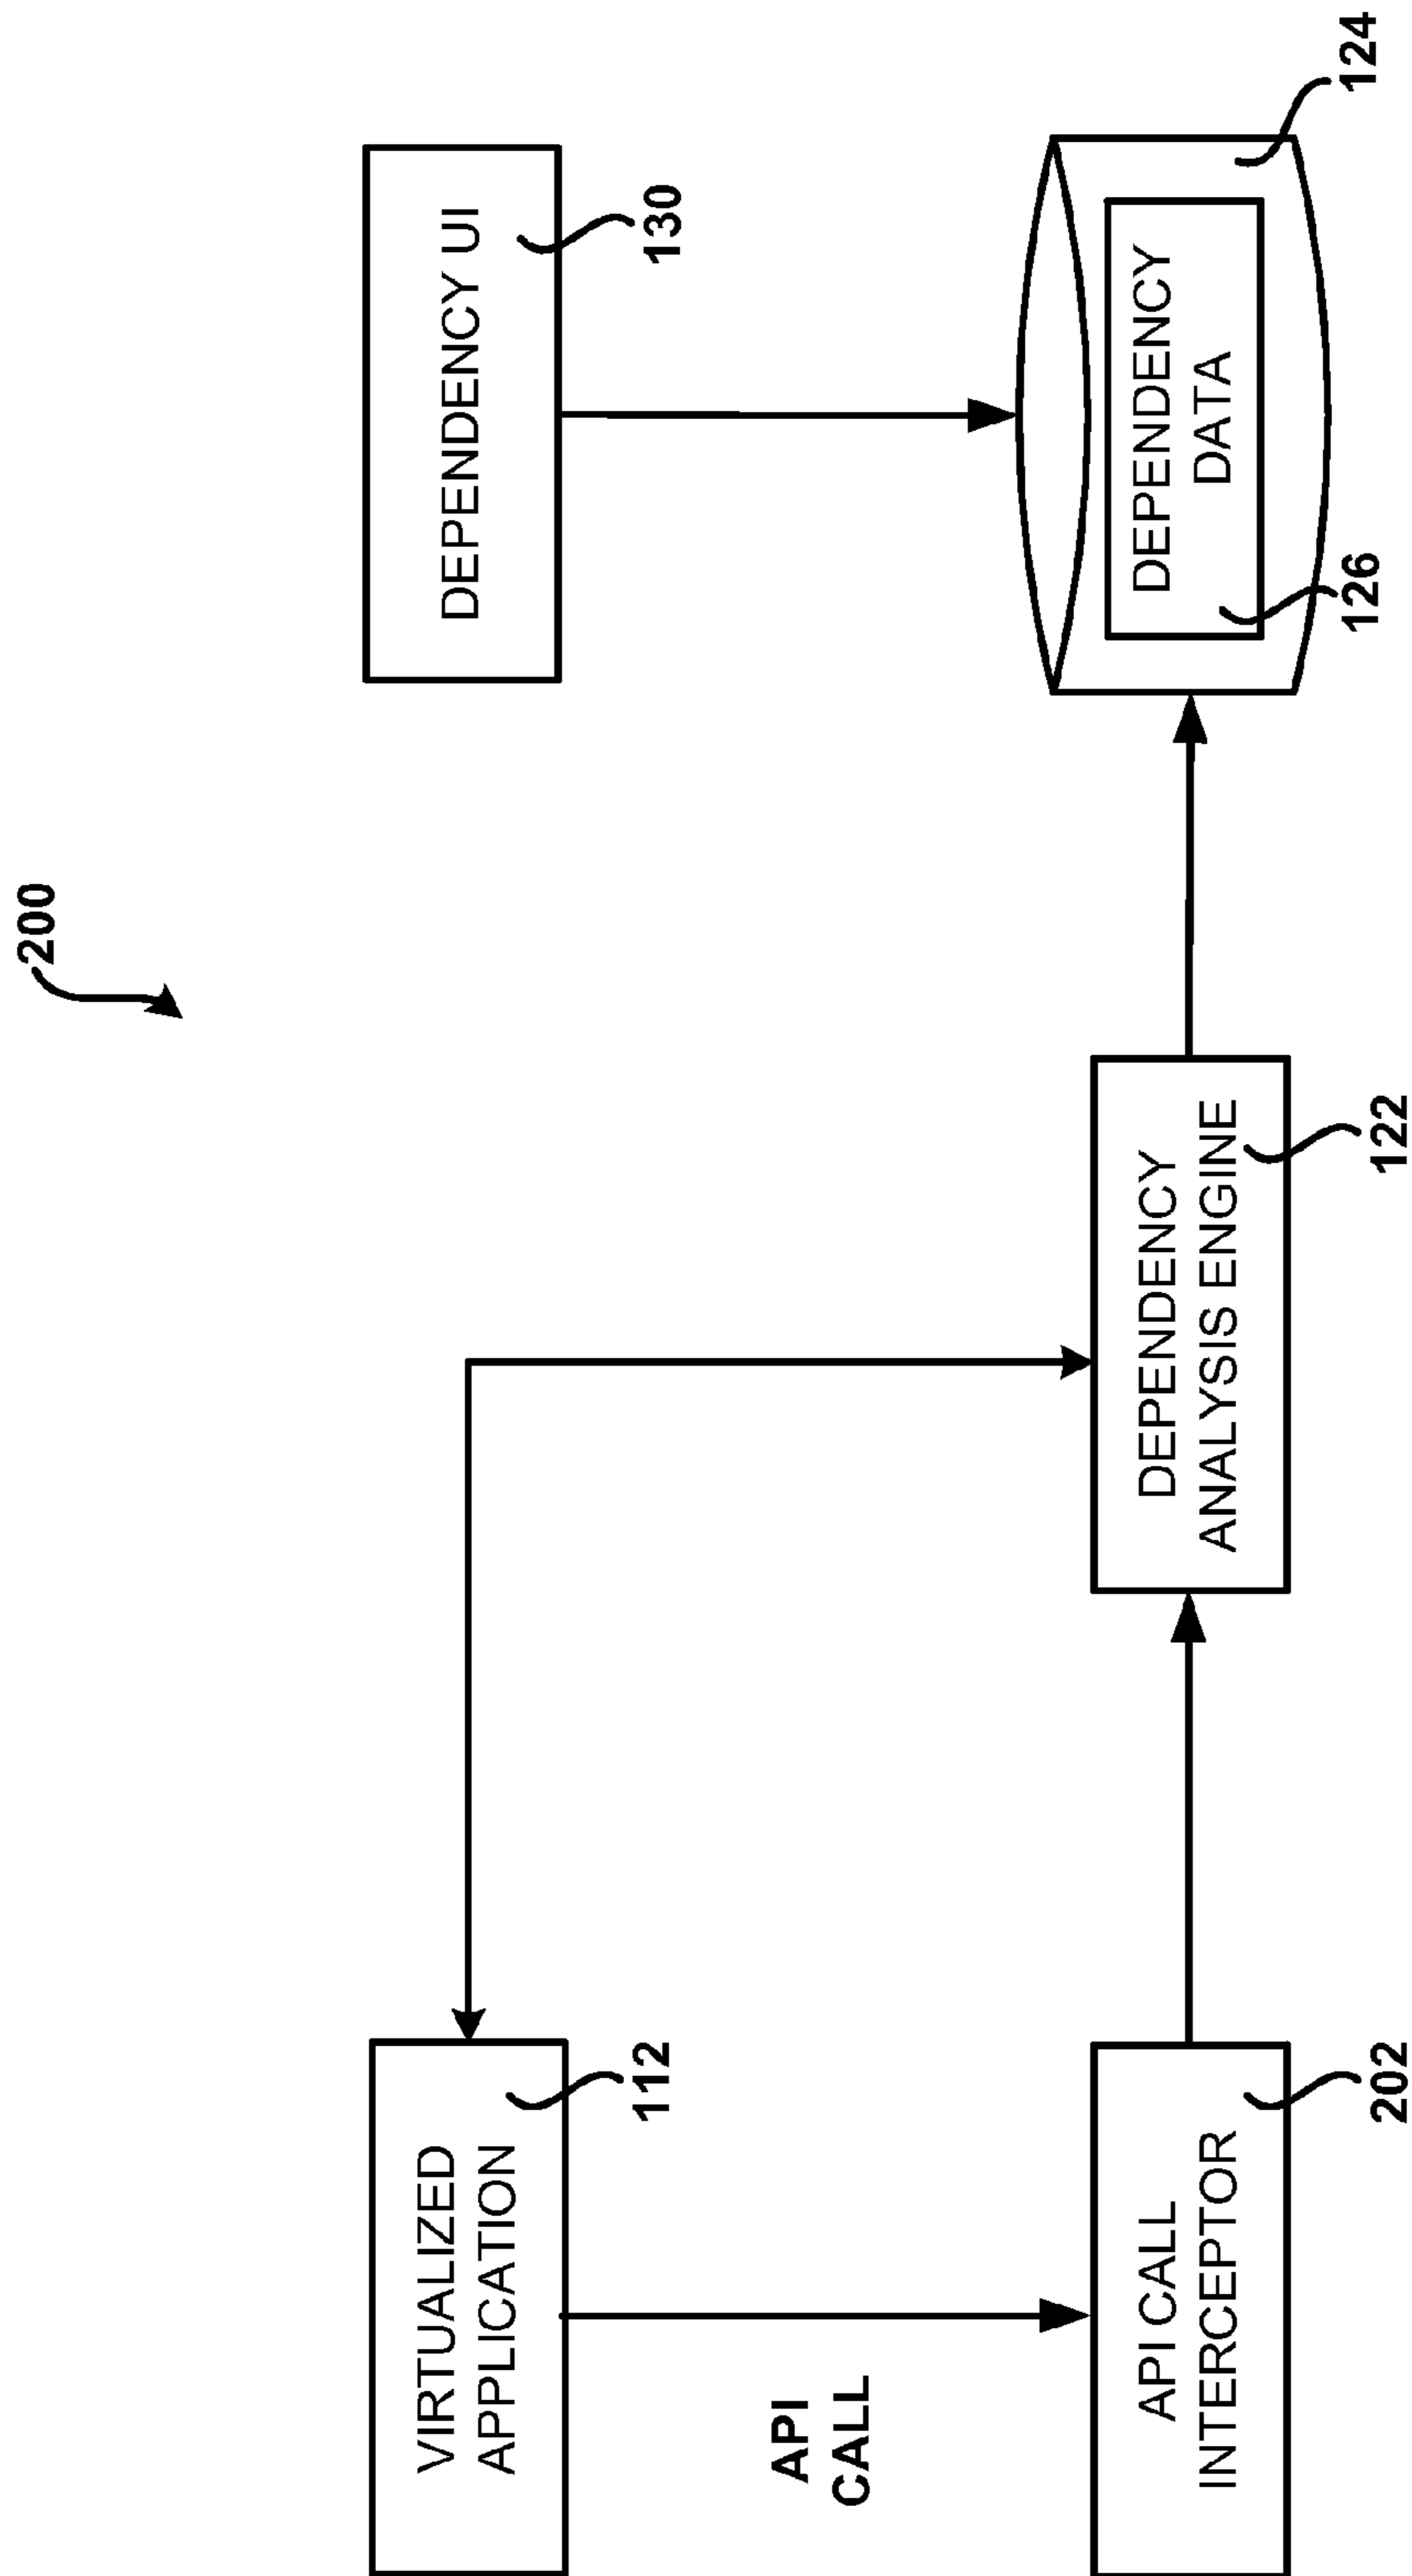 200
VIRTUALIZED
APPLICATION
112
DEPENDENCY UI
130
API
CALL
API CALL
INTERCEPTOR
202
DEPENDENCY
ANALYSIS ENGINE
122
DEPENDENCY
DATA
126
124